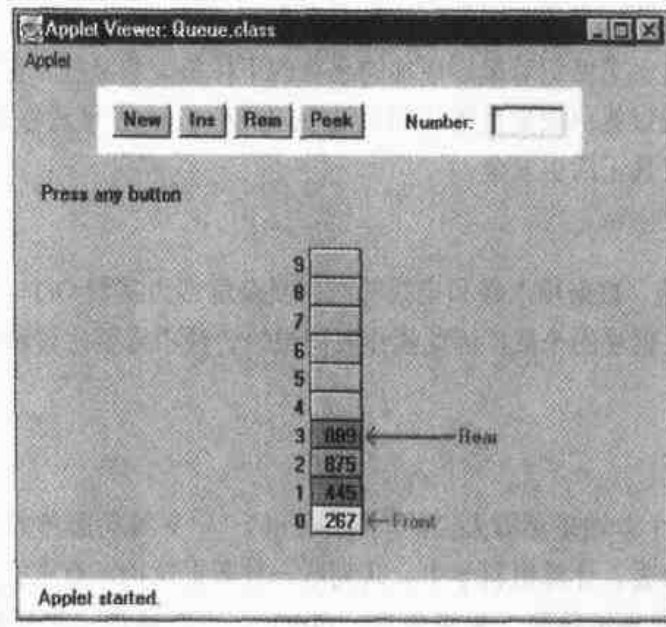 Applet Viewer: Queue.class
Applet
New Ins Rem Peek Number:
Press any button
9
8
7
6
5
4
3 889 Rear
2 875
1 445
0 267 Front
Applet started.